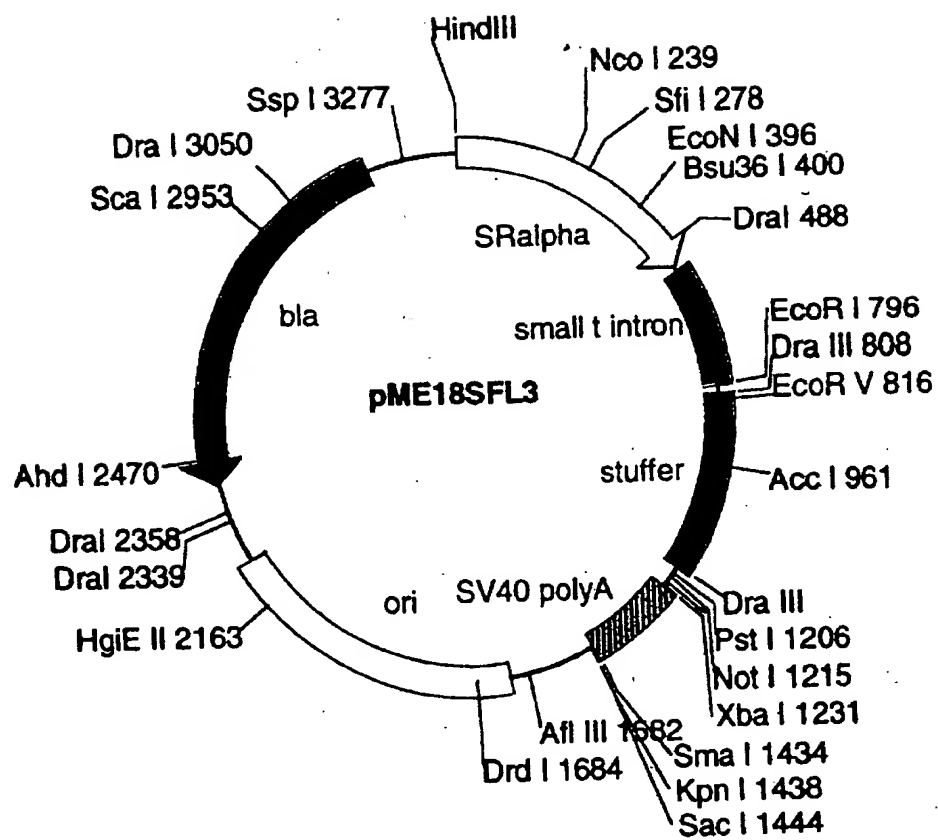 HindIII
Nco I 239
Sfi I 278
EcoN I 396
Bsu36 I 400
DraI 488
SRalpha
small t intron
EcoR I 796
Dra III 808
EcoR V 816
stuffer
Acc I 961
Dra III
Pst I 1206
Not I 1215
Xba I 1231
SV40 polyA
Sma I 1434
Kpn I 1438
Sac I 1444
Afl III 1582
Drd I 1684
ori
HgiE II 2163
DraI 2339
DraI 2358
Ahd I 2470
bla
Sca I 2953
Dra I 3050
Ssp I 3277
pME18SFL3